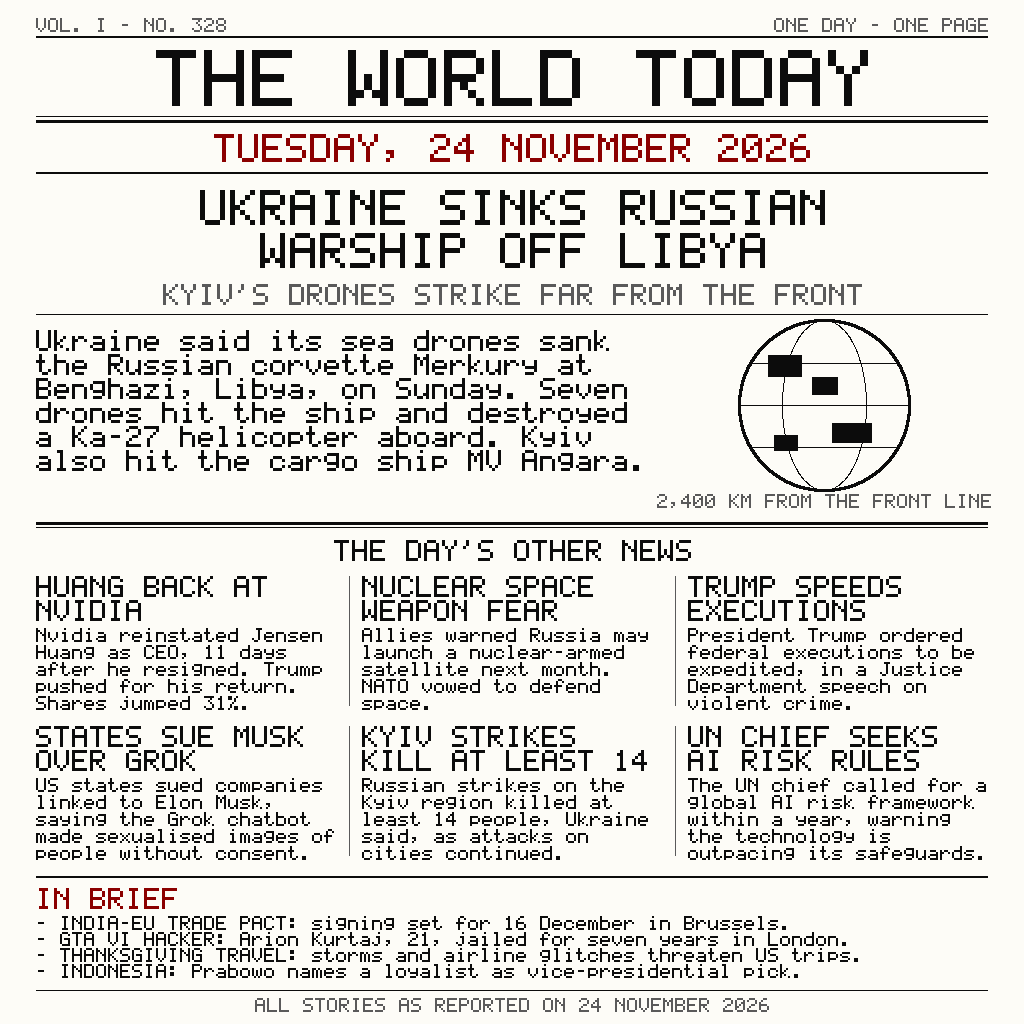 VOL. I - NO. 328
ONE DAY - ONE PAGE
THE WORLD TODAY
TUESDAY, 24 NOVEMBER 2026
UKRAINE SINKS RUSSIAN
WARSHIP OFF LIBYA
KYIV'S DRONES STRIKE FAR FROM THE FRONT
Ukraine said its sea drones sank
the Russian corvette Merkury at
Benghazi, Libya, on Sunday. Seven
drones hit the ship and destroyed
a Ka-27 helicopter aboard. Kyiv
also hit the cargo ship MV Angara.
2,400 KM FROM THE FRONT LINE
THE DAY'S OTHER NEWS
HUANG BACK AT
NVIDIA
Nvidia reinstated Jensen
Huang as CEO, 11 days
after he resigned. Trump
pushed for his return.
Shares jumped 31%.
NUCLEAR SPACE
WEAPON FEAR
Allies warned Russia may
launch a nuclear-armed
satellite next month.
NATO vowed to defend
space.
TRUMP SPEEDS
EXECUTIONS
President Trump ordered
federal executions to be
expedited, in a Justice
Department speech on
violent crime.
STATES SUE MUSK
OVER GROK
US states sued companies
linked to Elon Musk,
saying the Grok chatbot
made sexualised images of
people without consent.
KYIV STRIKES
KILL AT LEAST 14
Russian strikes on the
Kyiv region killed at
least 14 people, Ukraine
said, as attacks on
cities continued.
UN CHIEF SEEKS
AI RISK RULES
The UN chief called for a
global AI risk framework
within a year, warning
the technology is
outpacing its safeguards.
IN BRIEF
- INDIA-EU TRADE PACT: signing set for 16 December in Brussels.
- GTA VI HACKER: Arion Kurtaj, 21, jailed for seven years in London.
- THANKSGIVING TRAVEL: storms and airline glitches threaten US trips.
- INDONESIA: Prabowo names a loyalist as vice-presidential pick.
ALL STORIES AS REPORTED ON 24 NOVEMBER 2026